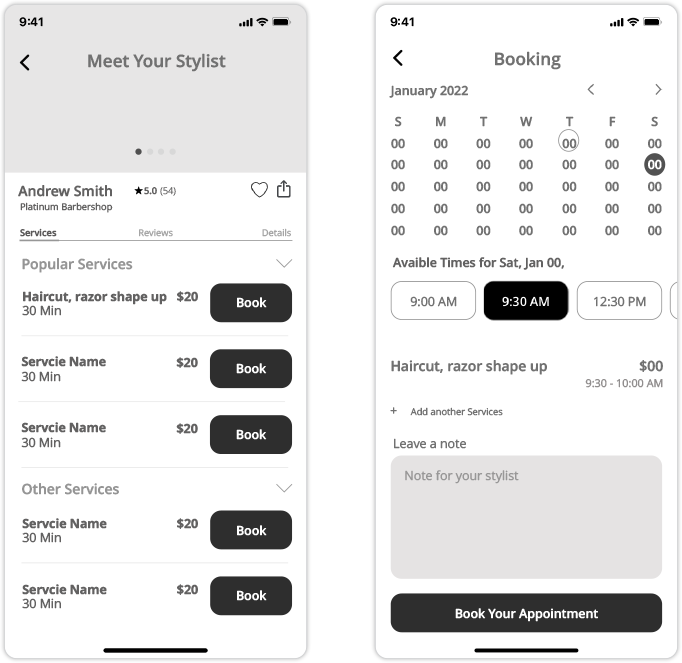 9:41
Meet Your Stylist
Andrew Smith ★5.0 (54)
Platinum Barbershop
Services Reviews Details
Popular Services
Haircut, razor shape up $20 Book
30 Min
Servcie Name $20 Book
30 Min
Servcie Name $20 Book
30 Min
Other Services
Servcie Name $20 Book
30 Min
Servcie Name $20 Book
30 Min
9:41
Booking
January 2022
S M T W T F S
00 00 00 00 00 00 00
00 00 00 00 00 00 00
00 00 00 00 00 00 00
00 00 00 00 00 00 00
00 00 00 00 00 00 00
Avaible Times for Sat, Jan 00,
9:00 AM 9:30 AM 12:30 PM
Haircut, razor shape up $00
9:30 - 10:00 AM
+ Add another Services
Leave a note
Note for your stylist
Book Your Appointment